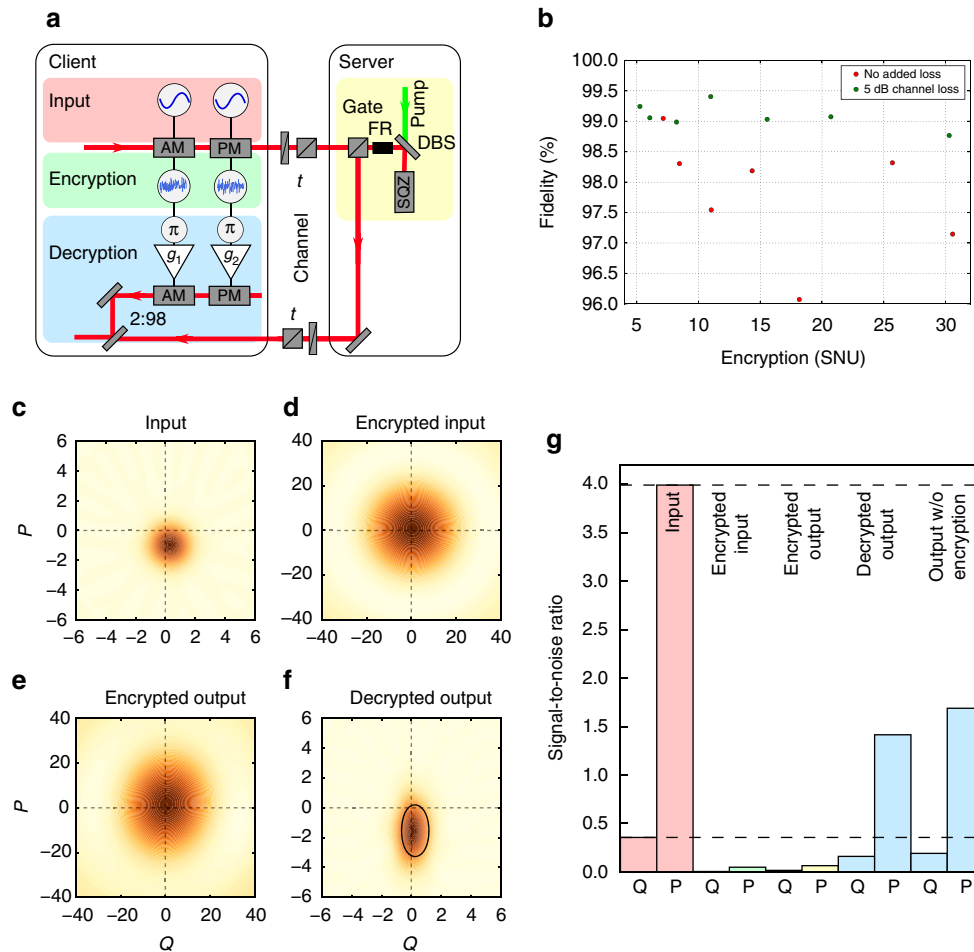 a
Client
Server
Input
Encryption
Decryption
AM
PM
π
π
g1
g2
AM
PM
2:98
t
Channel
t
Gate
FR
Pump
DBS
SQZ
b
Fidelity (%)
100.0
99.5
99.0
98.5
98.0
97.5
97.0
96.5
96.0
5 10 15 20 25 30
Encryption (SNU)
No added loss
5 dB channel loss
c
Input
P
6
4
2
0
−2
−4
−6
−6 −4 −2 0 2 4 6
d
Encrypted input
40
20
0
−20
−40
−40 −20 0 20 40
e
Encrypted output
P
40
20
0
−20
−40
−40 −20 0 20 40
Q
f
Decrypted output
6
4
2
0
−2
−4
−6
−6 −4 −2 0 2 4 6
Q
g
Signal-to-noise ratio
4.0
3.5
3.0
2.5
2.0
1.5
1.0
0.5
0.0
Input
Encrypted
input
Encrypted
output
Decrypted
output
Output w/o
encryption
Q P Q P Q P Q P Q P